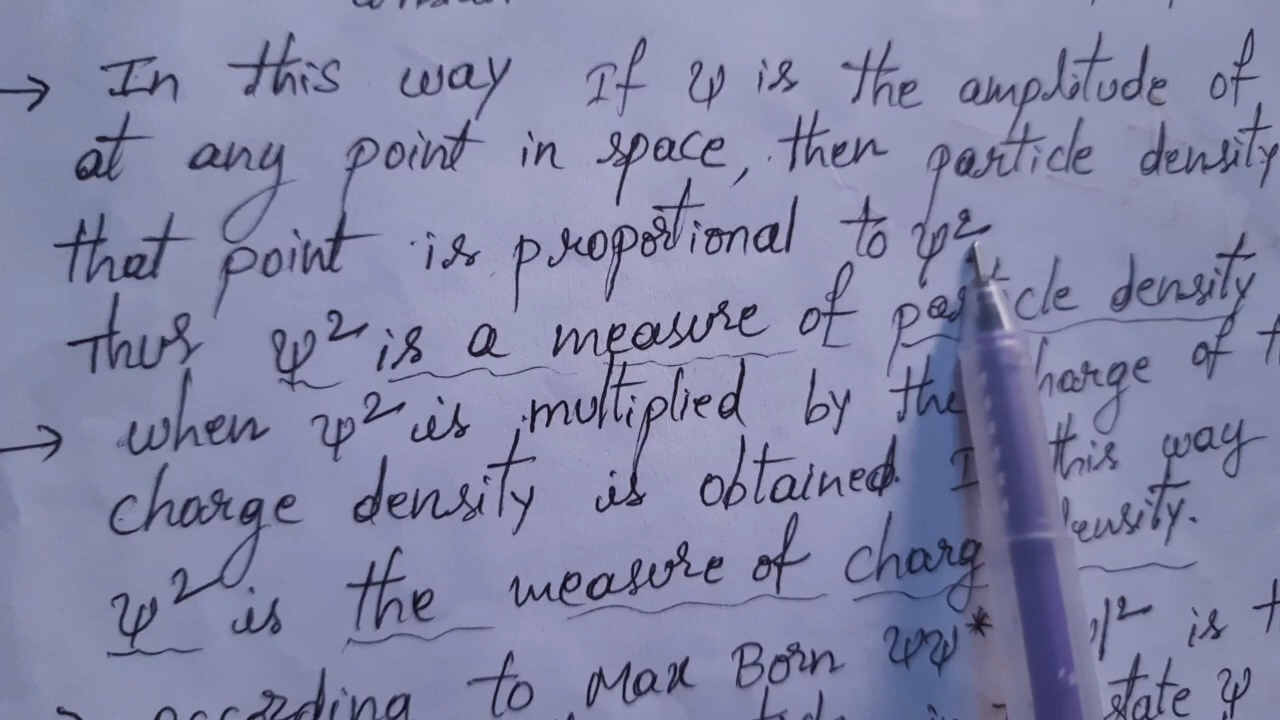 → In this way If ψ is the amplitude of
at any point in space, then particle density
that point is proportional to ψ²
thus ψ² is a measure of particle density
→ when ψ² is multiplied by the charge of
charge density is obtained. In this way
ψ² is the measure of charge density.
according to Max Born ψψ* |² is
state ψ